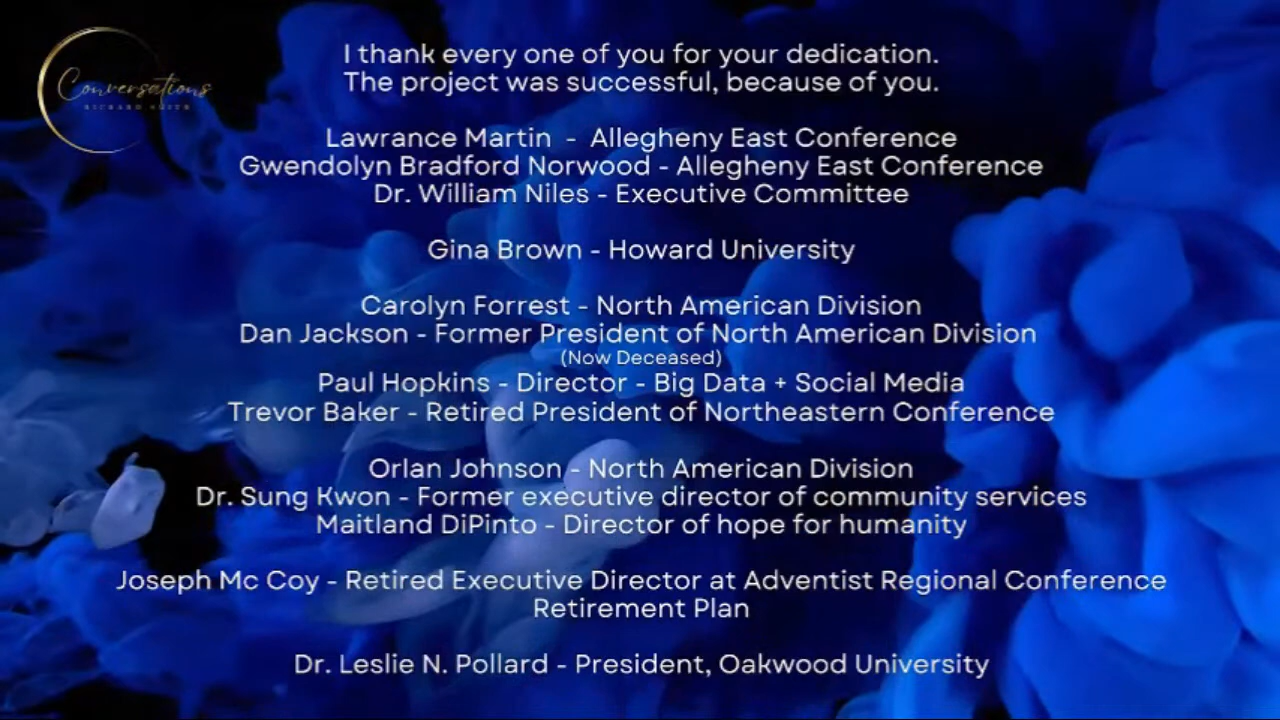 Conversations
I thank every one of you for your dedication.
The project was successful, because of you.
Lawrance Martin - Allegheny East Conference
Gwendolyn Bradford Norwood - Allegheny East Conference
Dr. William Niles - Executive Committee
Gina Brown - Howard University
Carolyn Forrest - North American Division
Dan Jackson - Former President of North American Division
(Now Deceased)
Paul Hopkins - Director - Big Data + Social Media
Trevor Baker - Retired President of Northeastern Conference
Orlan Johnson - North American Division
Dr. Sung Kwon - Former executive director of community services
Maitland DiPinto - Director of hope for humanity
Joseph Mc Coy - Retired Executive Director at Adventist Regional Conference
Retirement Plan
Dr. Leslie N. Pollard - President, Oakwood University